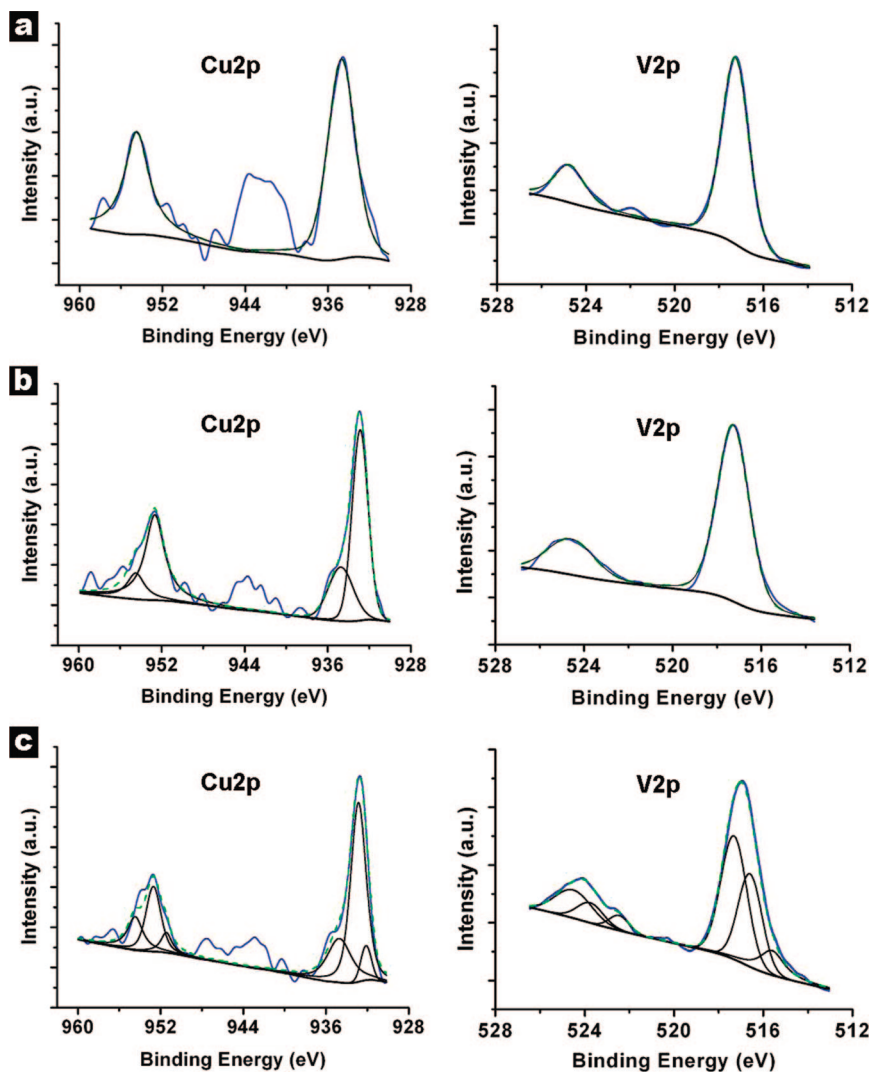 a
Cu2p
Intensity (a.u.)
960 952 944 936 928
Binding Energy (eV)
V2p
Intensity (a.u.)
528 524 520 516 512
Binding Energy (eV)
b
Cu2p
Intensity (a.u.)
960 952 944 936 928
Binding Energy (eV)
V2p
Intensity (a.u.)
528 524 520 516 512
Binding Energy (eV)
c
Cu2p
Intensity (a.u.)
960 952 944 936 928
Binding Energy (eV)
V2p
Intensity (a.u.)
528 524 520 516 512
Binding Energy (eV)